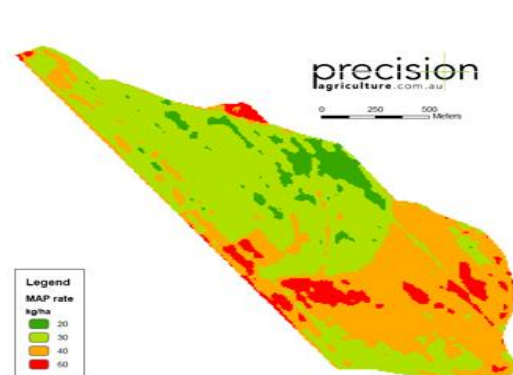 precision
agriculture.com.au
0 250 500
Meters
Legend
MAP rate
kg/ha
20
30
40
60